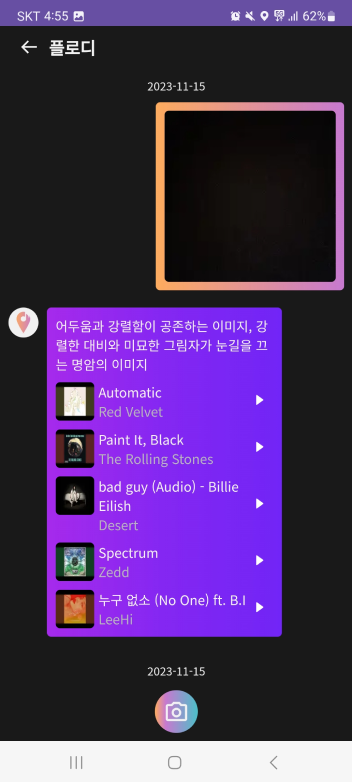 SKT 4:55 62%
플로디
2023-11-15
어두움과 강렬함이 공존하는 이미지, 강
렬한 대비와 미묘한 그림자가 눈길을 끄
는 명암의 이미지
Automatic
Red Velvet
Paint It, Black
The Rolling Stones
bad guy (Audio) - Billie
Eilish
Desert
Spectrum
Zedd
누구 없소 (No One) ft. B.I
LeeHi
2023-11-15